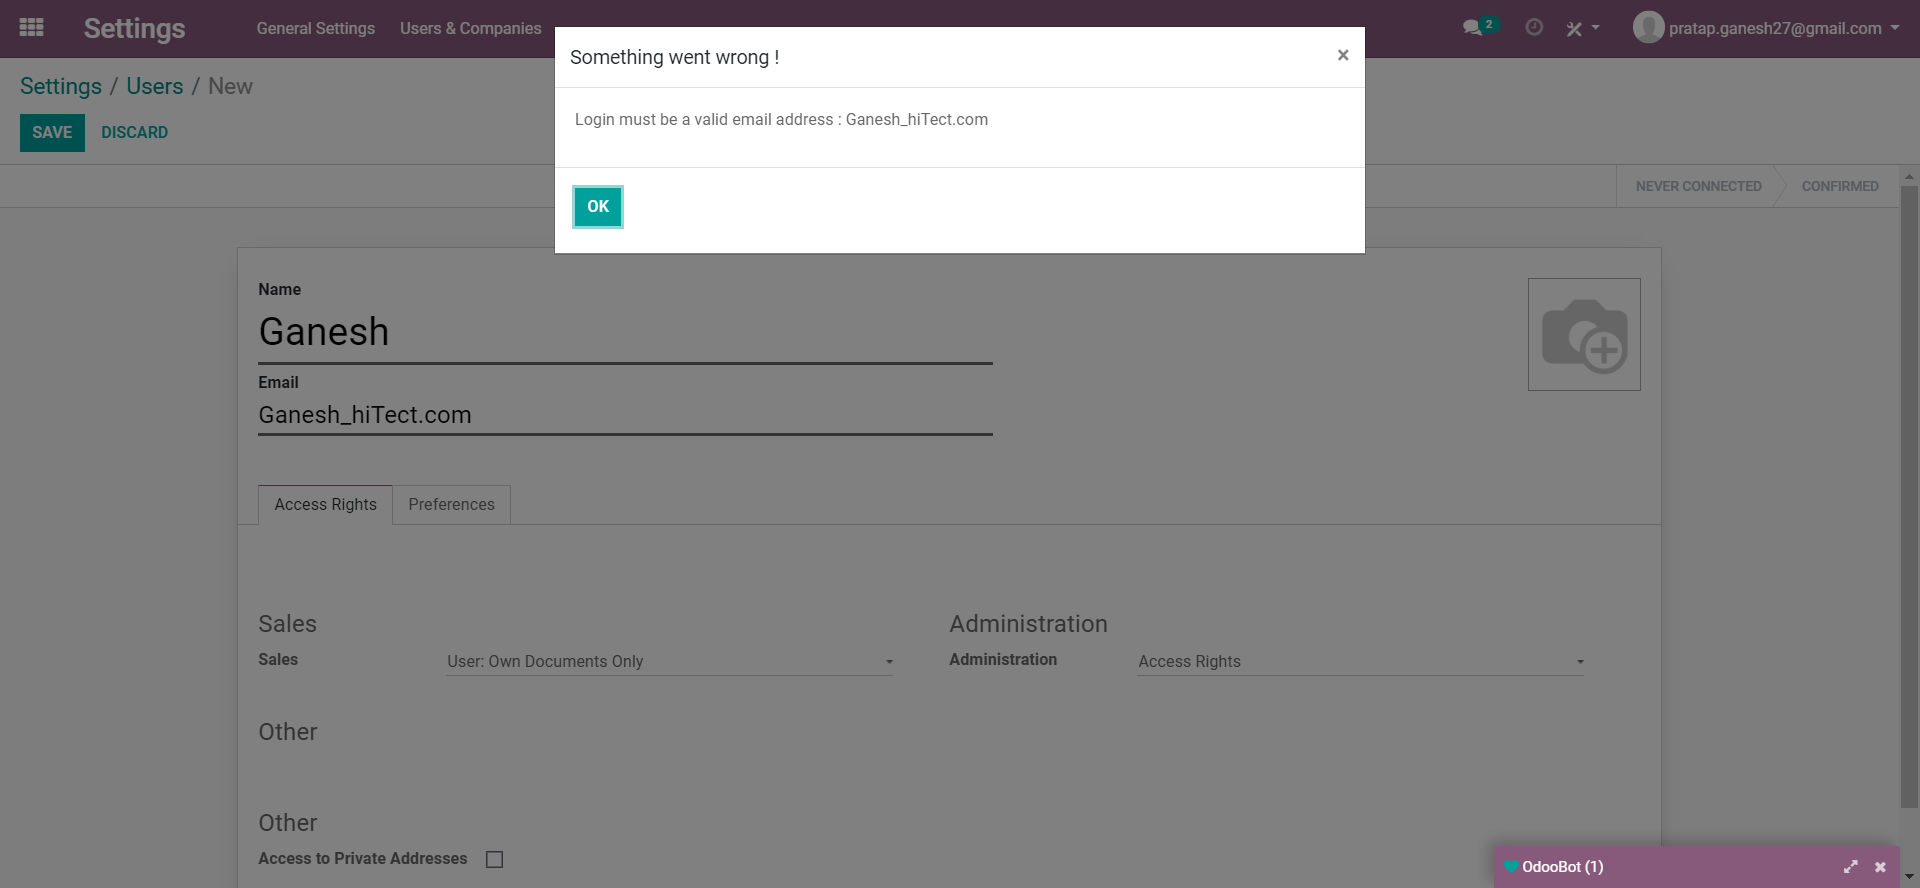 Settings General Settings Users & Companies 2 pratap.ganesh27@gmail.com
Something went wrong ! ×
Settings / Users / New
Login must be a valid email address : Ganesh_hiTect.com
SAVE DISCARD
NEVER CONNECTED CONFIRMED
OK
Name
Ganesh
Email
Ganesh_hiTect.com
Access Rights Preferences
Sales Administration
Sales User: Own Documents Only Administration Access Rights
Other
Other
Access to Private Addresses
OdooBot (1)